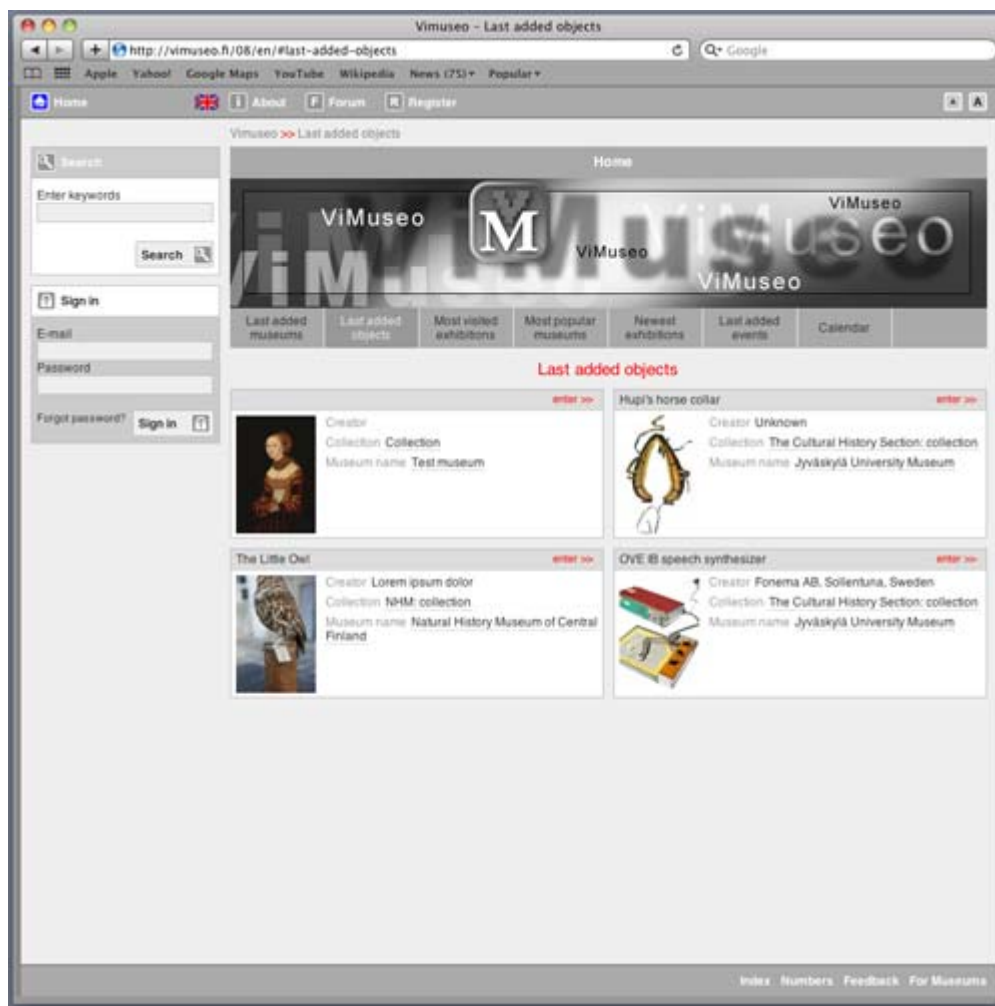 Vimuseo – Last added objects
http://vimuseo.fi/08/en/#last-added-objects
Google
Apple Yahoo! Google Maps YouTube Wikipedia News (75) Popular
Home
i About F Forum R Register
A A
Vimuseo >> Last added objects
Search
Enter keywords
Search
Sign in
E-mail
Password
Forgot password? Sign in
Home
ViMuseo
ViMuseo
ViMuseo
ViMuseo
ViMuseo
ViMuseo
ViMuseo
M
Last added museums
Last added objects
Most visited exhibitions
Most popular museums
Newest exhibitions
Last added events
Calendar
Last added objects
enter >>
Creator
Collection Collection
Museum name Test museum
Hupi's horse collar enter >>
Creator Unknown
Collection The Cultural History Section: collection
Museum name Jyväskylä University Museum
The Little Owl enter >>
Creator Lorem ipsum dolor
Collection NHM: collection
Museum name Natural History Museum of Central
Finland
OVE IB speech synthesizer enter >>
Creator Fonema AB, Sollentuna, Sweden
Collection The Cultural History Section: collection
Museum name Jyväskylä University Museum
Index Numbers Feedback For Museums